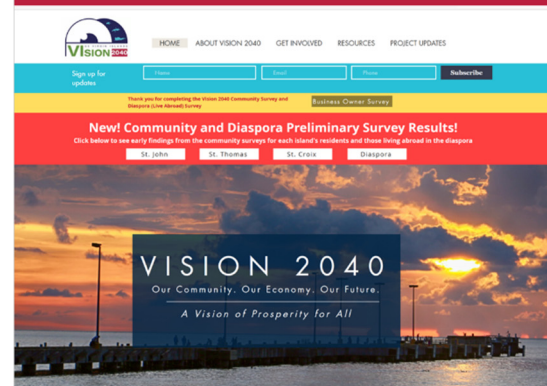 US VIRGIN ISLANDS
VISION2040
HOME ABOUT VISION 2040 GET INVOLVED RESOURCES PROJECT UPDATES
Sign up for
updates
Name Email Phone Subscribe
Thank you for completing the Vision 2040 Community Survey and
Diaspora (Live Abroad) Survey
Business Owner Survey
New! Community and Diaspora Preliminary Survey Results!
Click below to see early findings from the community surveys for each island's residents and those living abroad in the diaspora
St. John St. Thomas St. Croix Diaspora
VISION 2040
Our Community. Our Economy. Our Future.
A Vision of Prosperity for All